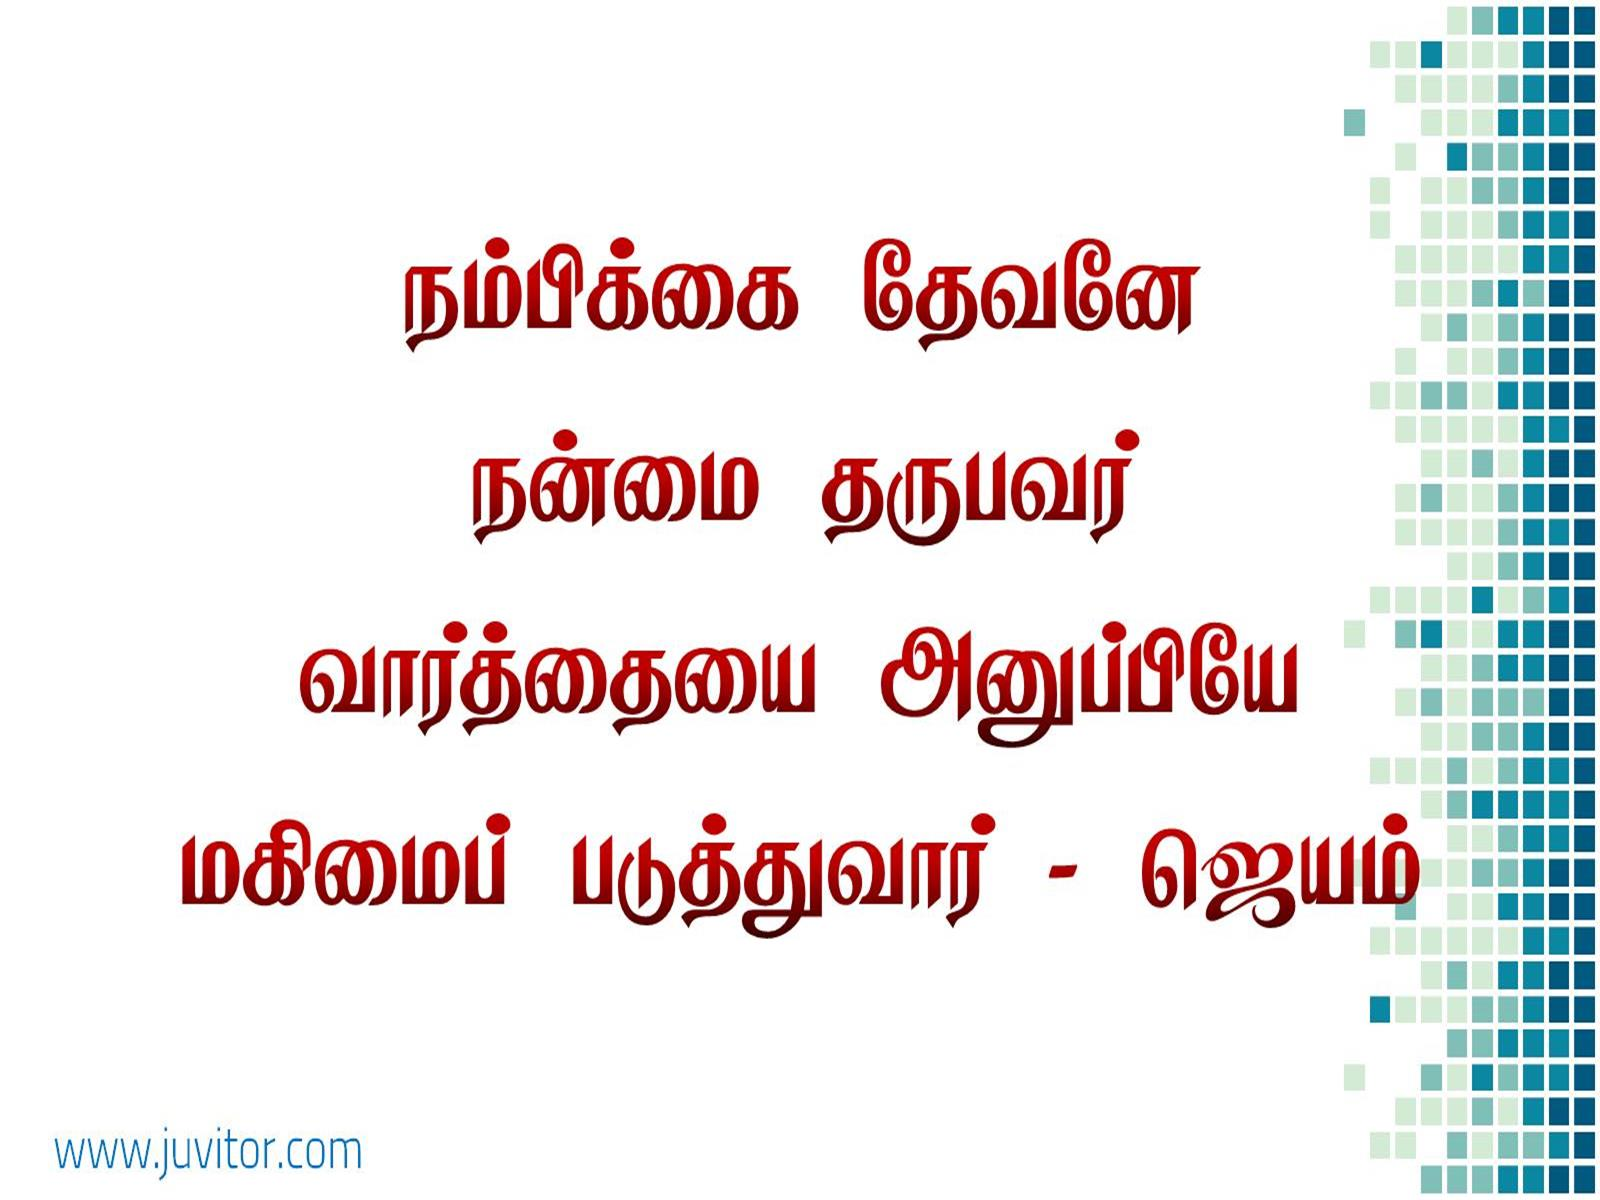 நம்பிக்கை தேவனே
நன்மை தருபவர்
வார்த்தையை அனுப்பியே
மகிமைப் படுத்துவார் - ஜெயம்
www.juvitor.com